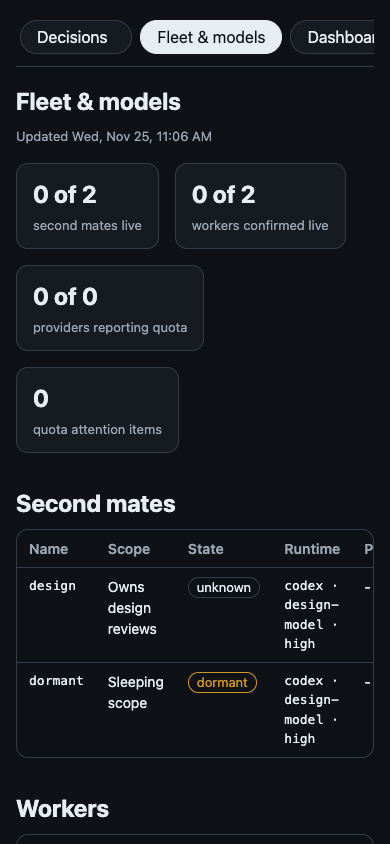 Decisions
Fleet & models
Dashboar
Fleet & models
Updated Wed, Nov 25, 11:06 AM
0 of 2
second mates live
0 of 2
workers confirmed live
0 of 0
providers reporting quota
0
quota attention items
Second mates
Name Scope State Runtime P
design Owns design reviews unknown codex · design-model · high -
dormant Sleeping scope dormant codex · design-model · high -
Workers